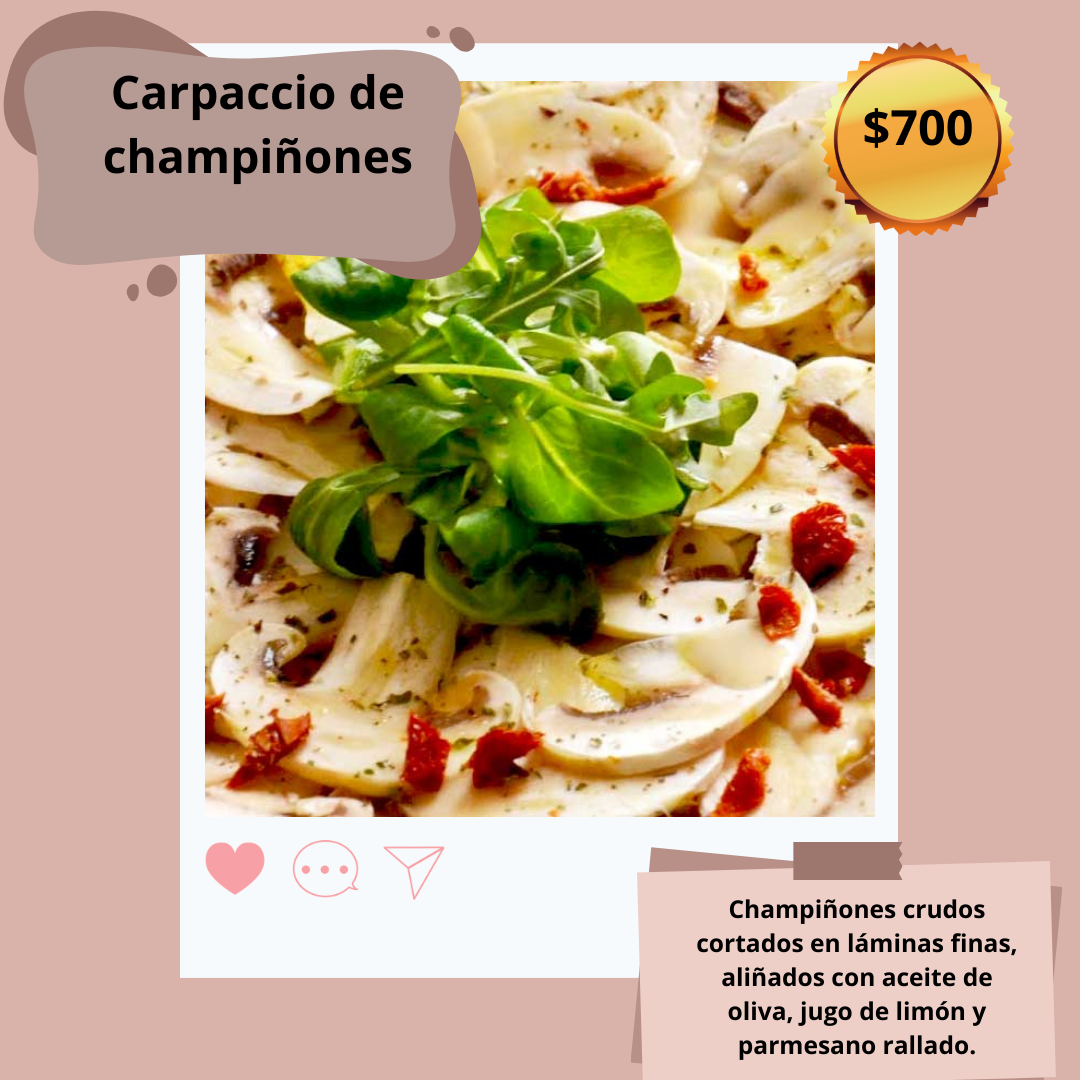 Carpaccio de
champiñones
$700
Champiñones crudos
cortados en láminas finas,
aliñados con aceite de
oliva, jugo de limón y
parmesano rallado.